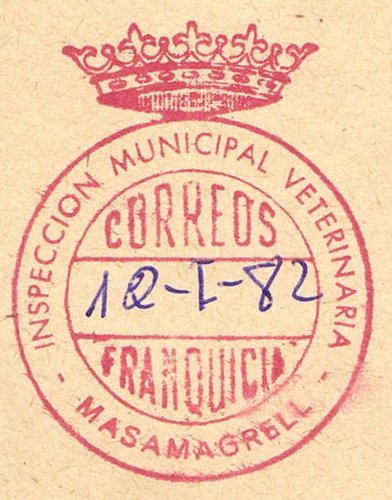 INSPECCION MUNICIPAL VETERINARIA
CORREOS
12-I-82
FRANQUICIA
- MASAMAGRELL -